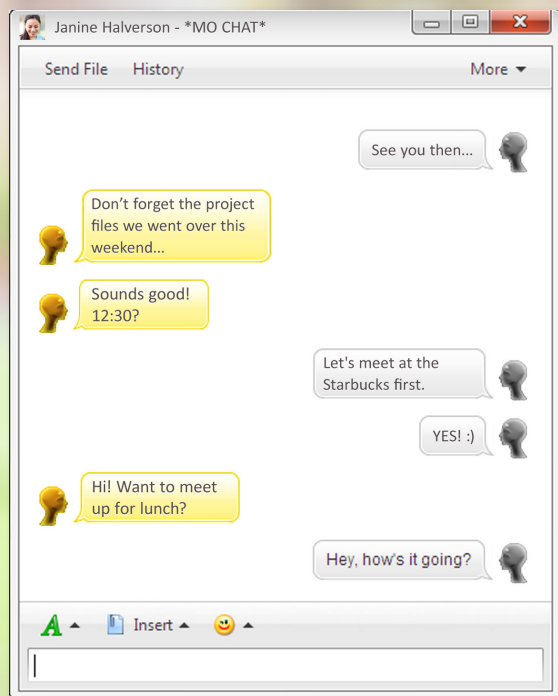 Janine Halverson - *MO CHAT*
Send File History More
See you then...
Don’t forget the project
files we went over this
weekend...
Sounds good!
12:30?
Let's meet at the
Starbucks first.
YES! :)
Hi! Want to meet
up for lunch?
Hey, how's it going?
A Insert